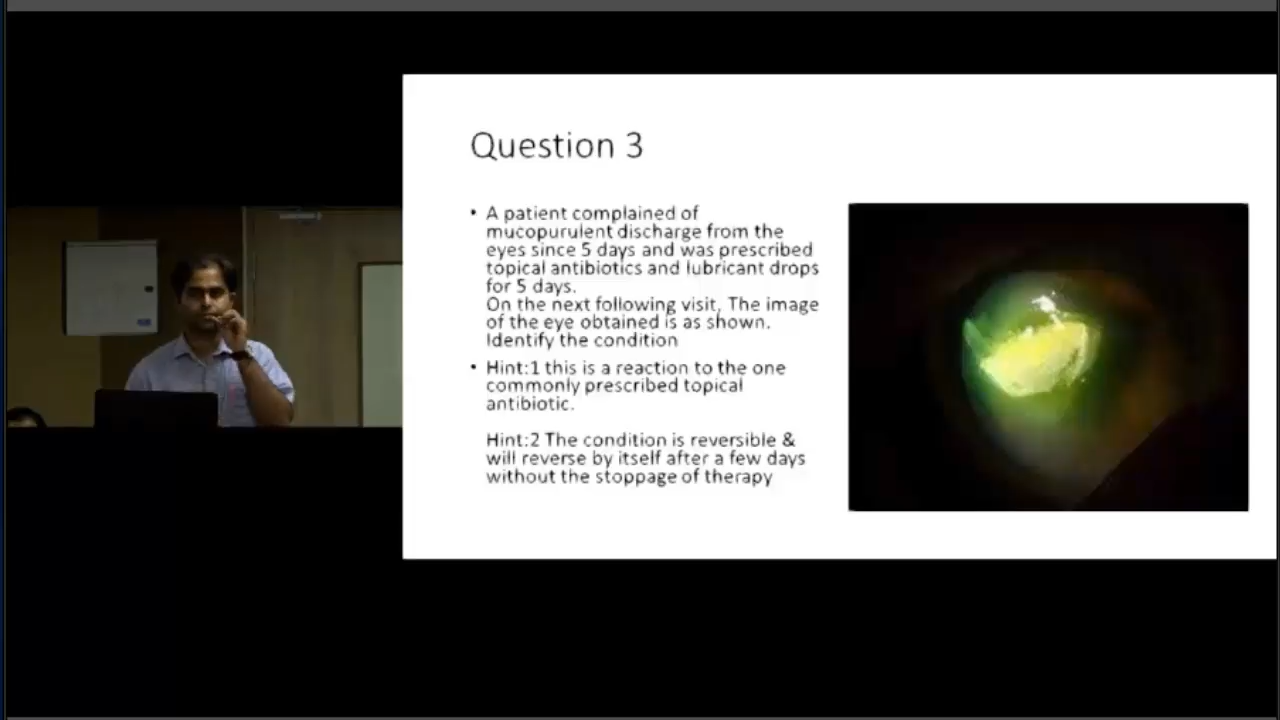 Question 3
• A patient complained of
mucopurulent discharge from the
eyes since 5 days and was prescribed
topical antibiotics and lubricant drops
for 5 days.
On the next following visit, The image
of the eye obtained is as shown.
Identify the condition
• Hint:1 this is a reaction to the one
commonly prescribed topical
antibiotic.
Hint:2 The condition is reversible &
will reverse by itself after a few days
without the stoppage of therapy